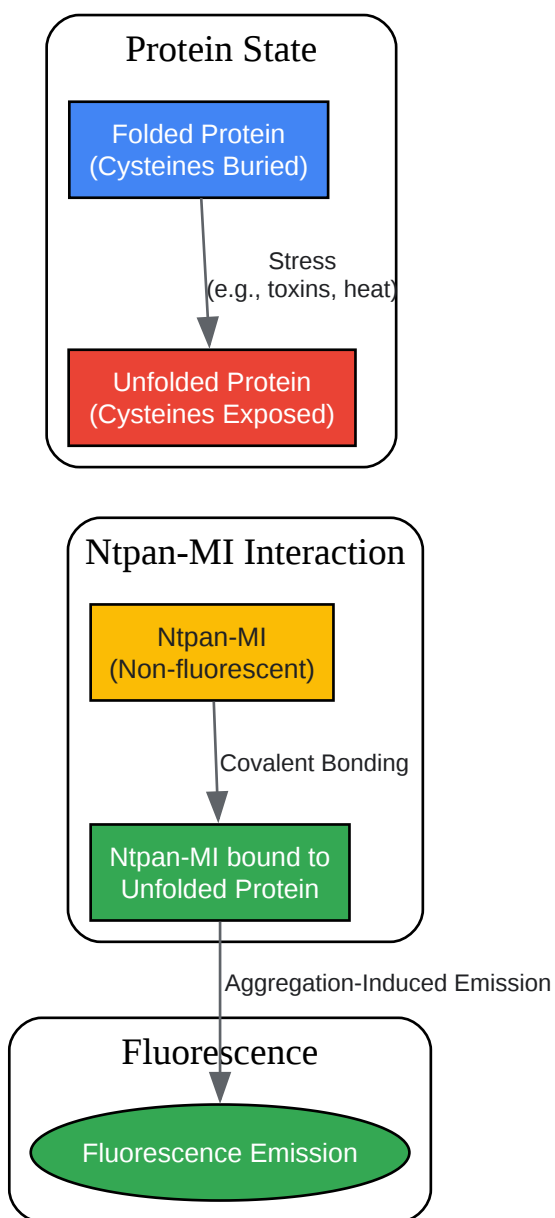 Protein State
Folded Protein
(Cysteines Buried)
Stress
(e.g., toxins, heat)
Unfolded Protein
(Cysteines Exposed)
Ntpan-MI Interaction
Ntpan-MI
(Non-fluorescent)
Covalent Bonding
Ntpan-MI bound to
Unfolded Protein
Aggregation-Induced Emission
Fluorescence
Fluorescence Emission